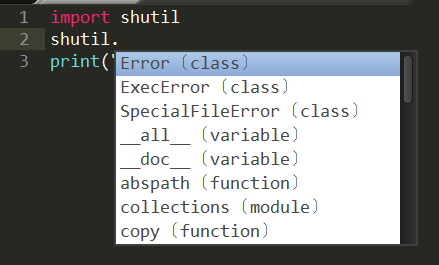 1 import shutil
2 shutil.
3 print(
Error (class)
ExecError (class)
SpecialFileError (class)
__all__ (variable)
__doc__ (variable)
abspath (function)
collections (module)
copy (function)